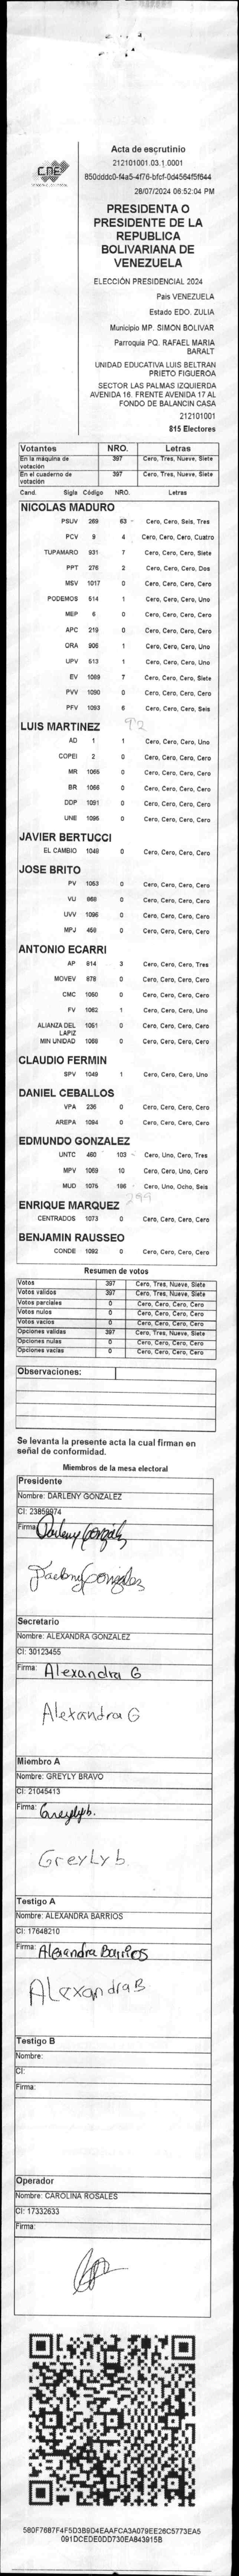 CNE
Acta de escrutinio
212101001.03.1.0001
850dddc0-f4a5-4f76-bfcf-0d4564f5f644
28/07/2024 06:52:04 PM
PRESIDENTA O
PRESIDENTE DE LA
REPUBLICA
BOLIVARIANA DE
VENEZUELA
ELECCIÓN PRESIDENCIAL 2024
Pais VENEZUELA
Estado EDO. ZULIA
Municipio MP. SIMON BOLIVAR
Parroquia PQ. RAFAEL MARIA
BARALT
UNIDAD EDUCATIVA LUIS BELTRAN
PRIETO FIGUEROA
SECTOR LAS PALMAS IZQUIERDA
AVENIDA 16. FRENTE AVENIDA 17 AL
FONDO DE BALANCIN CASA
212101001
815 Electores
Votantes NRO. Letras
En la máquina de votación 397 Cero, Tres, Nueve, Siete
En el cuaderno de votación 397 Cero, Tres, Nueve, Siete
Cand. Sigla Código NRO. Letras
NICOLAS MADURO
PSUV 269 63 - Cero, Cero, Seis, Tres
PCV 9 4 Cero, Cero, Cero, Cuatro
TUPAMARO 931 7 Cero, Cero, Cero, Siete
PPT 276 2 Cero, Cero, Cero, Dos
MSV 1017 0 Cero, Cero, Cero, Cero
PODEMOS 514 1 Cero, Cero, Cero, Uno
MEP 6 0 Cero, Cero, Cero, Cero
APC 219 0 Cero, Cero, Cero, Cero
ORA 906 1 Cero, Cero, Cero, Uno
UPV 513 1 Cero, Cero, Cero, Uno
EV 1089 7 Cero, Cero, Cero, Siete
PVV 1090 0 Cero, Cero, Cero, Cero
PFV 1093 6 Cero, Cero, Cero, Seis
92
LUIS MARTINEZ
AD 1 1 Cero, Cero, Cero, Uno
COPEI 2 0 Cero, Cero, Cero, Cero
MR 1065 0 Cero, Cero, Cero, Cero
BR 1066 0 Cero, Cero, Cero, Cero
DDP 1091 0 Cero, Cero, Cero, Cero
UNE 1095 0 Cero, Cero, Cero, Cero
JAVIER BERTUCCI
EL CAMBIO 1048 0 Cero, Cero, Cero, Cero
JOSE BRITO
PV 1053 0 Cero, Cero, Cero, Cero
VU 868 0 Cero, Cero, Cero, Cero
UVV 1096 0 Cero, Cero, Cero, Cero
MPJ 458 0 Cero, Cero, Cero, Cero
ANTONIO ECARRI
AP 814 3 Cero, Cero, Cero, Tres
MOVEV 878 0 Cero, Cero, Cero, Cero
CMC 1050 0 Cero, Cero, Cero, Cero
FV 1062 1 Cero, Cero, Cero, Uno
ALIANZA DEL LAPIZ 1051 0 Cero, Cero, Cero, Cero
MIN UNIDAD 1068 0 Cero, Cero, Cero, Cero
CLAUDIO FERMIN
SPV 1049 1 Cero, Cero, Cero, Uno
DANIEL CEBALLOS
VPA 236 0 Cero, Cero, Cero, Cero
AREPA 1094 0 Cero, Cero, Cero, Cero
EDMUNDO GONZALEZ
UNTC 460 103 - Cero, Uno, Cero, Tres
MPV 1069 10 Cero, Cero, Uno, Cero
MUD 1075 186 - Cero, Uno, Ocho, Seis
299
ENRIQUE MARQUEZ
CENTRADOS 1073 0 Cero, Cero, Cero, Cero
BENJAMIN RAUSSEO
CONDE 1092 0 Cero, Cero, Cero, Cero
Resumen de votos
Votos 397 Cero, Tres, Nueve, Siete
Votos validos 397 Cero, Tres, Nueve, Siete
Votos parciales 0 Cero, Cero, Cero, Cero
Votos nulos 0 Cero, Cero, Cero, Cero
Votos vacios 0 Cero, Cero, Cero, Cero
Opciones validas 397 Cero, Tres, Nueve, Siete
Opciones nulas 0 Cero, Cero, Cero, Cero
Opciones vacias 0 Cero, Cero, Cero, Cero
Observaciones:
Se levanta la presente acta la cual firman en
señal de conformidad.
Miembros de la mesa electoral
Presidente
Nombre: DARLENY GONZALEZ
CI: 23859974
Firma: Darleny González
Darleny González
Secretario
Nombre: ALEXANDRA GONZALEZ
CI: 30123455
Firma: Alexandra G
Alexandra G
Miembro A
Nombre: GREYLY BRAVO
CI: 21045413
Firma: Greyly b.
GreyLy b.
Testigo A
Nombre: ALEXANDRA BARRIOS
CI: 17648210
Firma: Alexandra Barrios
Alexandra B
Testigo B
Nombre:
CI:
Firma:
Operador
Nombre: CAROLINA ROSALES
CI: 17332633
Firma:
580F7687F4F5D3B9D4EAAFCA3A079EE26C5773EA5
091DCEDE0DD730EA843915B